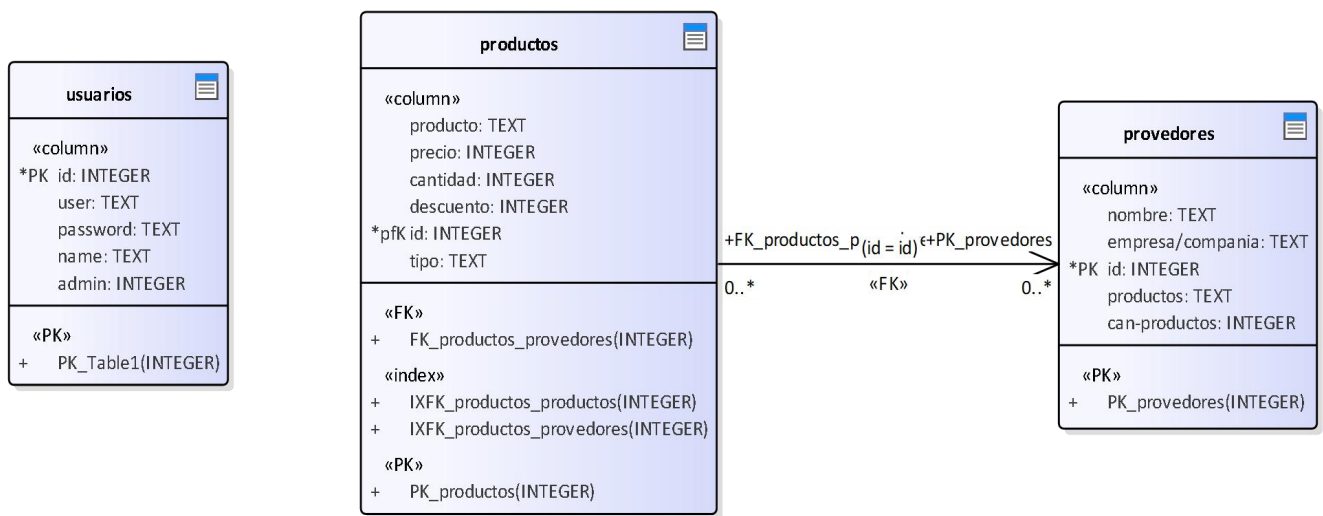 usuarios
«column»
*PK id: INTEGER
user: TEXT
password: TEXT
name: TEXT
admin: INTEGER
«PK»
+ PK_Table1(INTEGER)
productos
«column»
producto: TEXT
precio: INTEGER
cantidad: INTEGER
descuento: INTEGER
*pfK id: INTEGER
tipo: TEXT
«FK»
+ FK_productos_provedores(INTEGER)
«index»
+ IXFK_productos_productos(INTEGER)
+ IXFK_productos_provedores(INTEGER)
«PK»
+ PK_productos(INTEGER)
+FK_productos_p (id = id) +PK_provedores
0..* «FK» 0..*
provedores
«column»
nombre: TEXT
empresa/compania: TEXT
*PK id: INTEGER
productos: TEXT
can-productos: INTEGER
«PK»
+ PK_provedores(INTEGER)